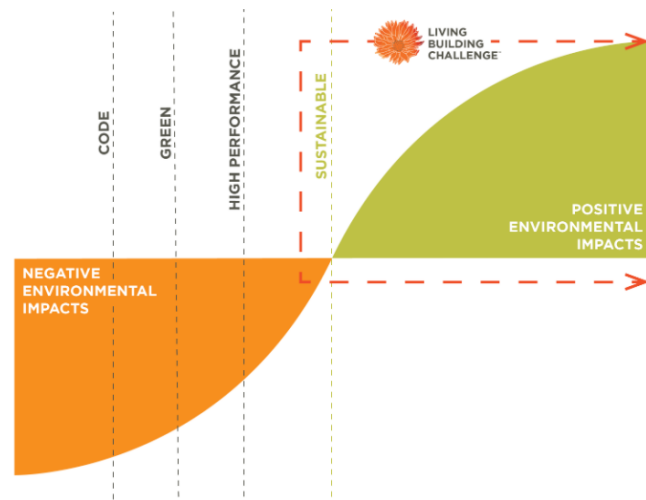 LIVING
BUILDING
CHALLENGE™
CODE
GREEN
HIGH PERFORMANCE
SUSTAINABLE
POSITIVE
ENVIRONMENTAL
IMPACTS
NEGATIVE
ENVIRONMENTAL
IMPACTS